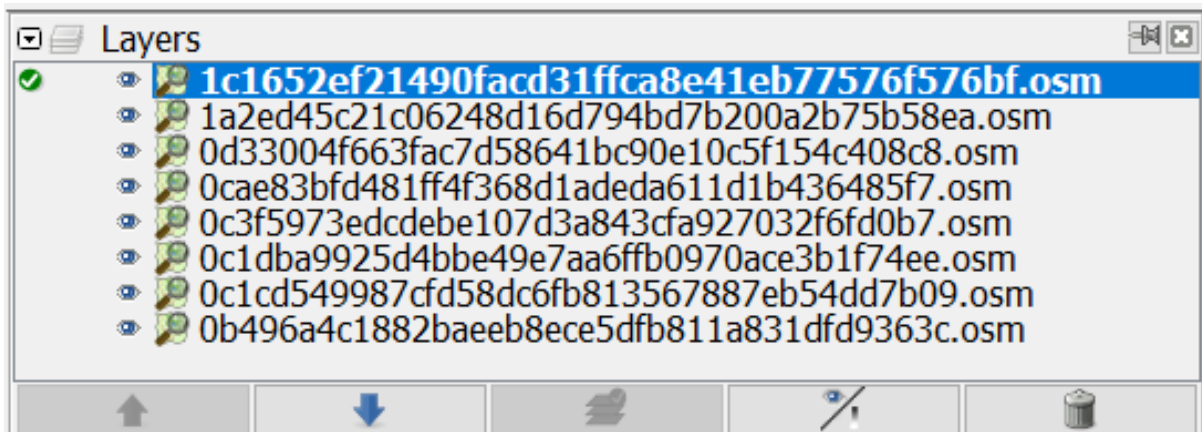 Layers
1c1652ef21490facd31ffca8e41eb77576f576bf.osm
1a2ed45c21c06248d16d794bd7b200a2b75b58ea.osm
0d33004f663fac7d58641bc90e10c5f154c408c8.osm
0cae83bfd481ff4f368d1adeda611d1b436485f7.osm
0c3f5973edcdebe107d3a843cfa927032f6fd0b7.osm
0c1dba9925d4bbe49e7aa6ffb0970ace3b1f74ee.osm
0c1cd549987cfd58dc6fb813567887eb54dd7b09.osm
0b496a4c1882baeeb8ece5dfb811a831dfd9363c.osm